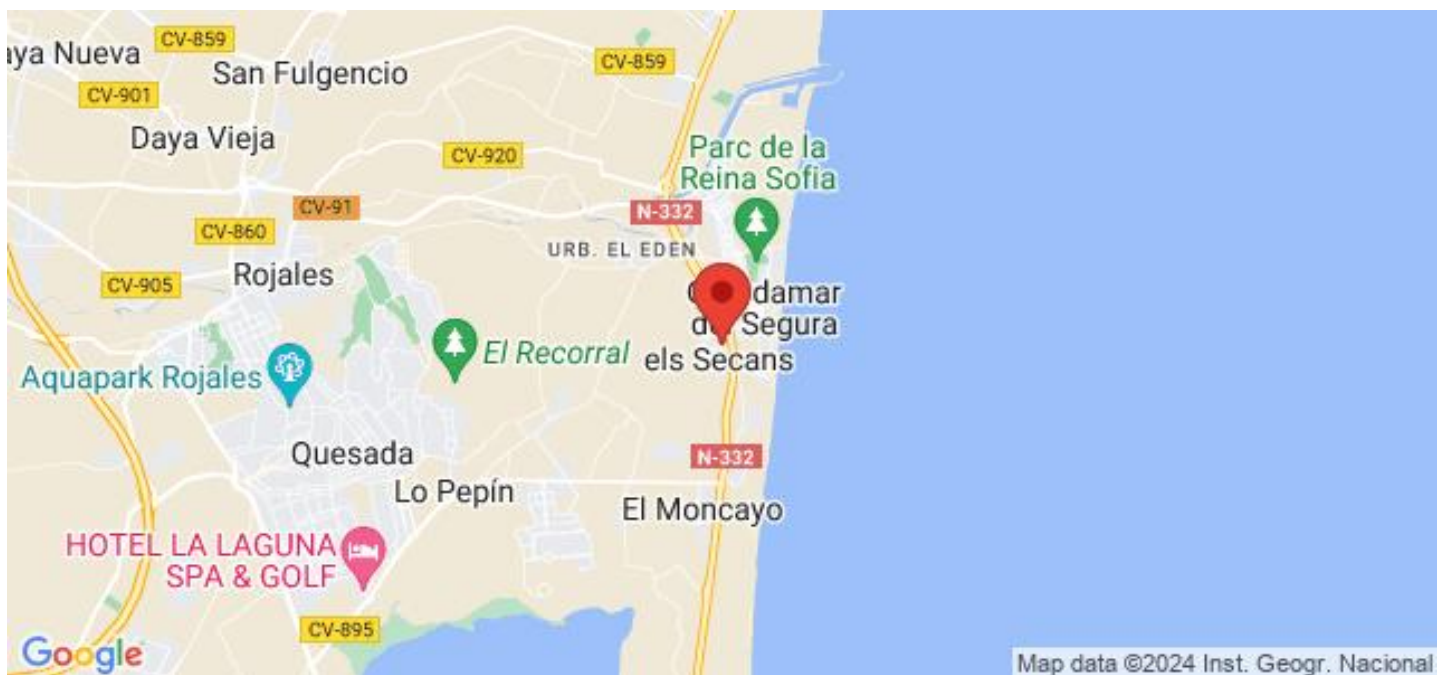 aya Nueva
CV-859
San Fulgencio
CV-859
CV-901
Daya Vieja
CV-920
Parc de la
Reina Sofia
CV-91
N-332
CV-860
URB. EL EDEN
Rojales
CV-905
damar
Segura
El Recorral
els Secans
Aquapark Rojales
Quesada
N-332
Lo Pepín
El Moncayo
HOTEL LA LAGUNA
SPA & GOLF
CV-895
Google
Map data ©2024 Inst. Geogr. Nacional